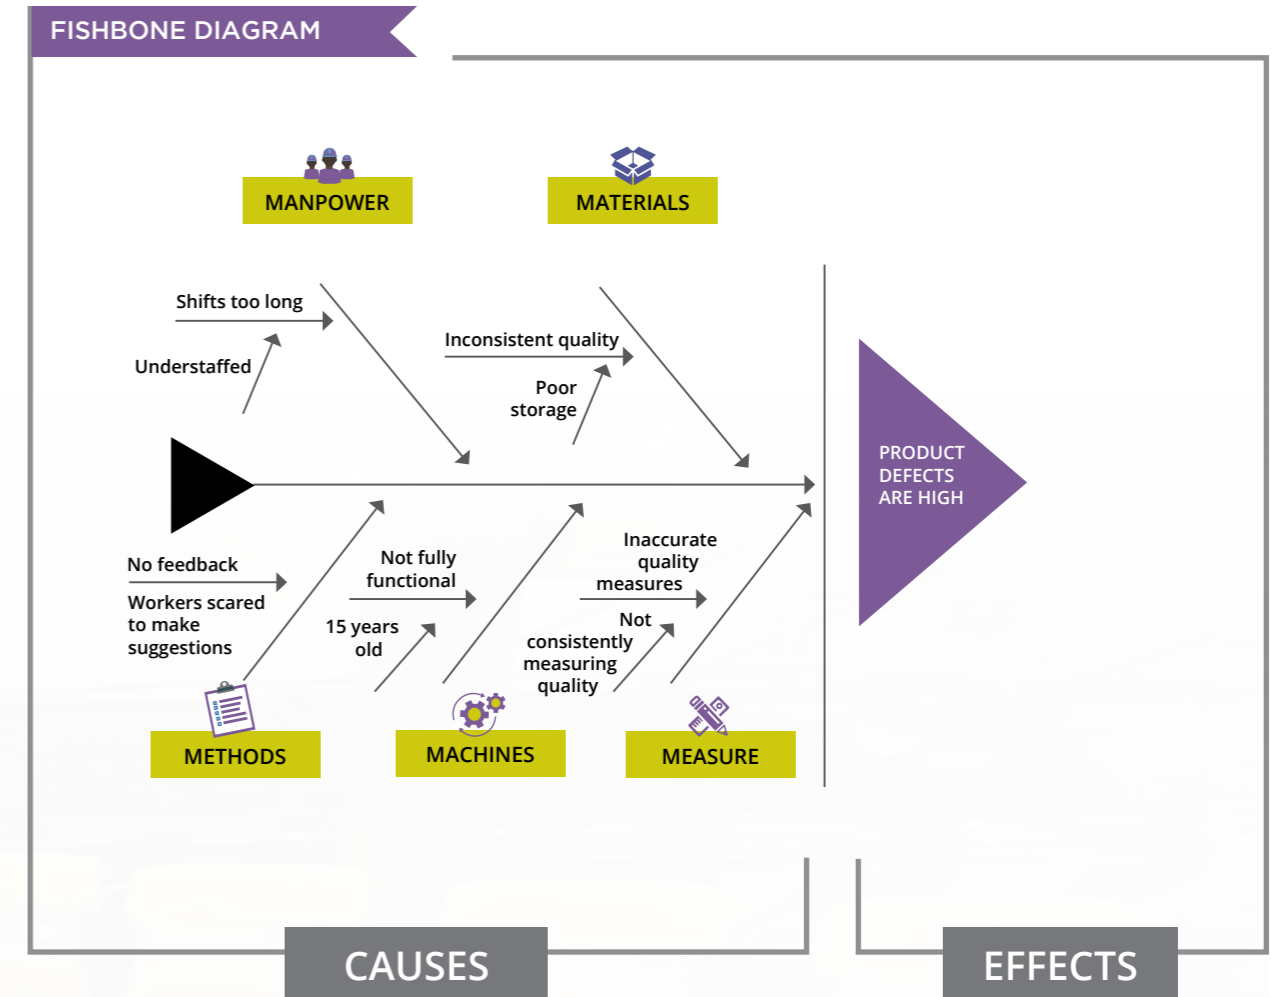 FISHBONE DIAGRAM
MANPOWER
MATERIALS
Shifts too long
Understaffed
Inconsistent quality
Poor
storage
PRODUCT
DEFECTS
ARE HIGH
No feedback
Workers scared
to make
suggestions
Not fully
functional
15 years
old
Inaccurate
quality
measures
Not
consistently
measuring
quality
METHODS
MACHINES
MEASURE
CAUSES
EFFECTS